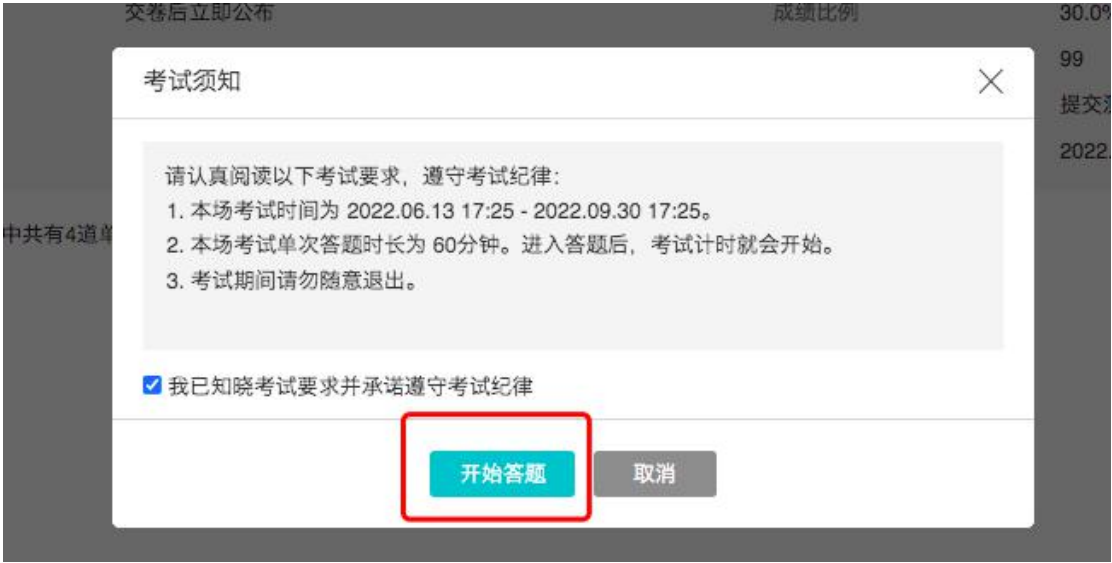 交卷后立即公布
成绩比例
30.0%
99
考试须知
提交
2022.
请认真阅读以下考试要求，遵守考试纪律：
1. 本场考试时间为 2022.06.13 17:25 - 2022.09.30 17:25。
中共有4道单
2. 本场考试单次答题时长为 60分钟。进入答题后，考试计时就会开始。
3. 考试期间请勿随意退出。
我已知晓考试要求并承诺遵守考试纪律
开始答题
取消